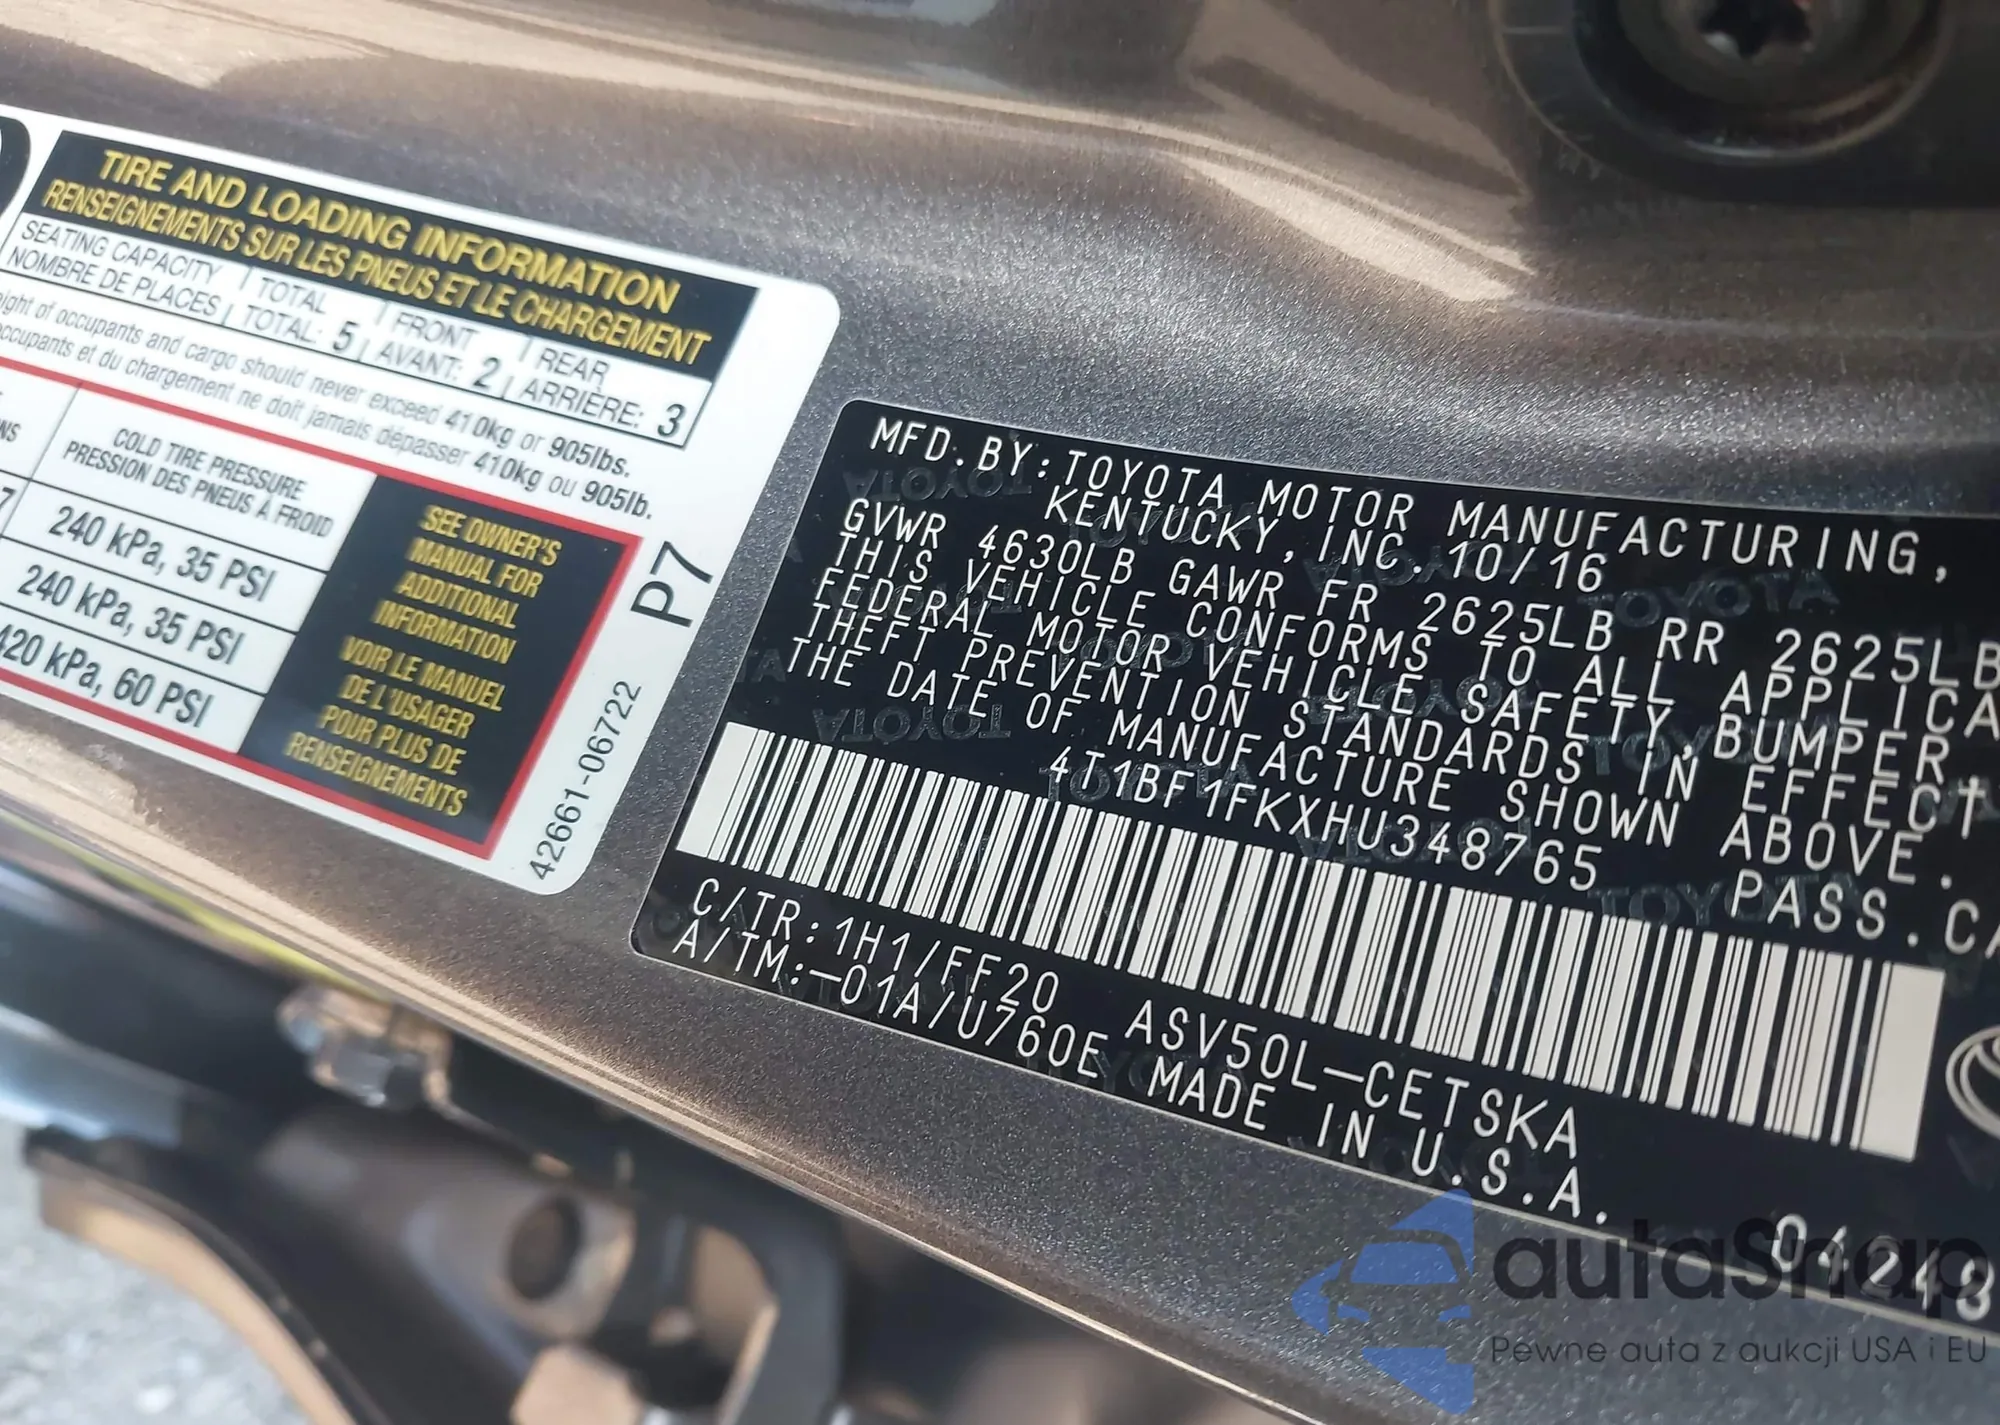 TIRE AND LOADING INFORMATION
RENSEIGNEMENTS SUR LES PNEUS ET LE CHARGEMENT
SEATING CAPACITY | TOTAL | FRONT | REAR
NOMBRE DE PLACES | TOTAL: 5 | AVANT: 2 | ARRIÈRE: 3
of occupants and cargo should never exceed 410kg or 905lbs.
occupants et du chargement ne doit jamais dépasser 410kg ou 905lb.
COLD TIRE PRESSURE
PRESSION DES PNEUS À FROID
240 kPa, 35 PSI
240 kPa, 35 PSI
420 kPa, 60 PSI
SEE OWNER'S
MANUAL FOR
ADDITIONAL
INFORMATION
VOIR LE MANUEL
DE L'USAGER
POUR PLUS DE
RENSEIGNEMENTS
P7
42661-06722
MFD.BY:TOYOTA MOTOR MANUFACTURING,
KENTUCKY,INC.10/16
GVWR 4630LB GAWR FR 2625LB RR 2625LB
THIS VEHICLE CONFORMS TO ALL APPLICA
FEDERAL MOTOR VEHICLE SAFETY,BUMPER,
THEFT PREVENTION STANDARDS IN EFFECT
THE DATE OF MANUFACTURE SHOWN ABOVE.
4T1BF1FKXHU348765 PASS.CA
C/TR:1H1/FF20 ASV50L-CETSKA
A/TM:-01A/U760E MADE IN U.S.A.
04248
autaSnap
Pewne auta z aukcji USA i EU